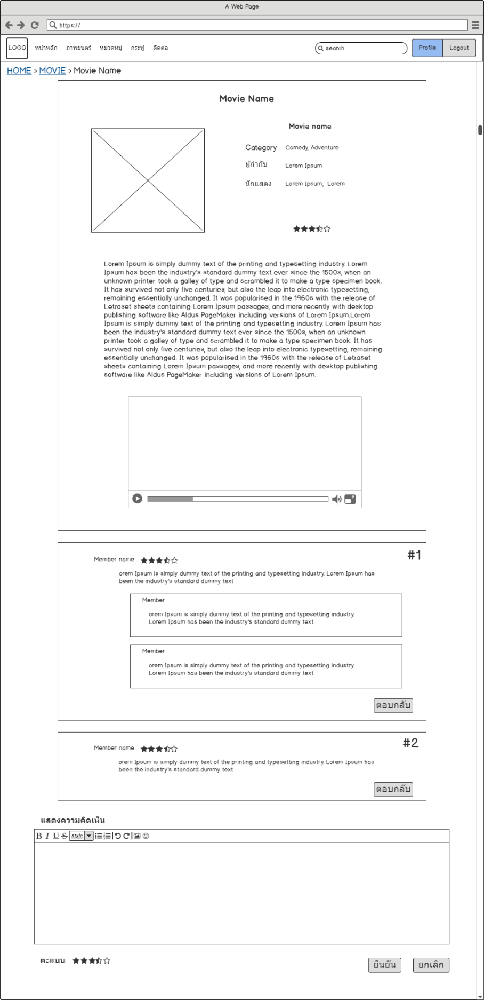 A Web Page
https://
LOGO หน้าหลัก ภาพยนตร์ หมวดหมู่ กระทู้ ติดต่อ search Profile Logout
HOME > MOVIE > Movie Name
Movie Name
Movie name
Category Comedy, Adventure
ผู้กำกับ Lorem Ipsum
นักแสดง Lorem Ipsum, Lorem
Lorem Ipsum is simply dummy text of the printing and typesetting industry. Lorem
Ipsum has been the industry's standard dummy text ever since the 1500s, when an
unknown printer took a galley of type and scrambled it to make a type specimen book.
It has survived not only five centuries, but also the leap into electronic typesetting,
remaining essentially unchanged. It was popularised in the 1960s with the release of
Letraset sheets containing Lorem Ipsum passages, and more recently with desktop
publishing software like Aldus PageMaker including versions of Lorem Ipsum.Lorem
Ipsum is simply dummy text of the printing and typesetting industry. Lorem Ipsum has
been the industry's standard dummy text ever since the 1500s, when an unknown
printer took a galley of type and scrambled it to make a type specimen book. It has
survived not only five centuries, but also the leap into electronic typesetting, remaining
essentially unchanged. It was popularised in the 1960s with the release of Letraset
sheets containing Lorem Ipsum passages, and more recently with desktop publishing
software like Aldus PageMaker including versions of Lorem Ipsum.
#1
Member name
orem Ipsum is simply dummy text of the printing and typesetting industry. Lorem Ipsum has
been the industry's standard dummy text
Member
orem Ipsum is simply dummy text of the printing and typesetting industry.
Lorem Ipsum has been the industry's standard dummy text
Member
orem Ipsum is simply dummy text of the printing and typesetting industry.
Lorem Ipsum has been the industry's standard dummy text
ตอบกลับ
#2
Member name
orem Ipsum is simply dummy text of the printing and typesetting industry. Lorem Ipsum has
been the industry's standard dummy text
ตอบกลับ
แสดงความคิดเห็น
B I U S style
คะแนน ยืนยัน ยกเลิก